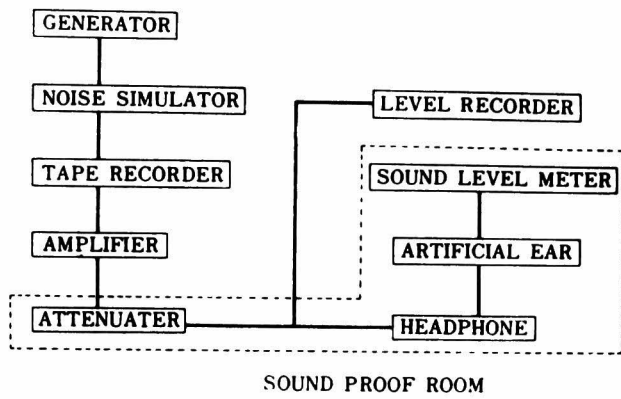 GENERATOR
NOISE SIMULATOR
LEVEL RECORDER
TAPE RECORDER
SOUND LEVEL METER
AMPLIFIER
ARTIFICIAL EAR
ATTENUATER
HEADPHONE
SOUND PROOF ROOM